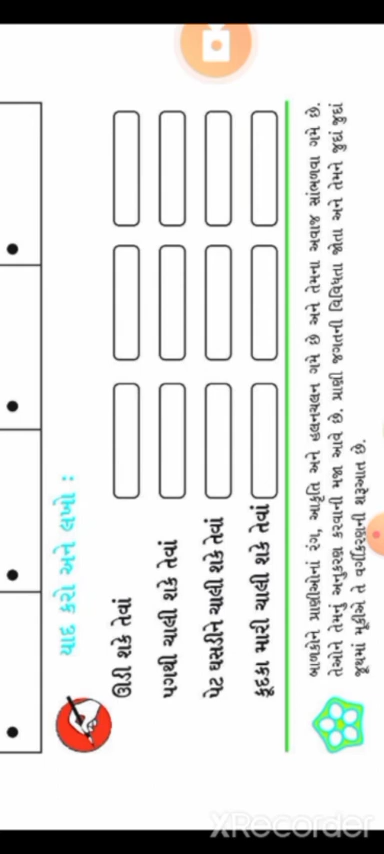 યાદ કરો અને લખો :
ઊડી શકે તેવાં
પગથી ચાલી શકે તેવાં
પેટ ઘસડીને ચાલી શકે તેવાં
કૂદકા મારી ચાલી શકે તેવાં
બાળકોને પ્રાણીઓનાં રંગ, આકૃતિ અને હલનચલન ગમે છે અને તેમના અવાજ સાંભળવા ગમે છે.
તેઓને તેમનું અનુકરણ કરવાની મજા આવે છે. પ્રાણી જગતની વિવિધતા જોતા અને તેમને જુદાં જુદાં
જૂથમાં મૂકીએ તે વર્ગીકરણની શરૂઆત છે.
XRecorder